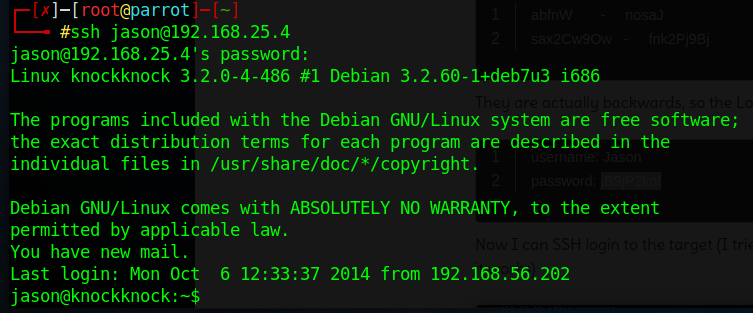 ┌─[✗]─[root@parrot]─[~]
└──╼ #ssh jason@192.168.25.4
jason@192.168.25.4's password:
Linux knockknock 3.2.0-4-486 #1 Debian 3.2.60-1+deb7u3 i686
The programs included with the Debian GNU/Linux system are free software;
the exact distribution terms for each program are described in the
individual files in /usr/share/doc/*/copyright.
Debian GNU/Linux comes with ABSOLUTELY NO WARRANTY, to the extent
permitted by applicable law.
You have new mail.
Last login: Mon Oct  6 12:33:37 2014 from 192.168.56.202
jason@knockknock:~$
1 abfnW - nosaJ
2 sax2Cw9Ow - fnk2Pj9Bj
They are actually backwards, so the Lo
1 username: Jason
2 password:
Now I can SSH login to the target (I trie